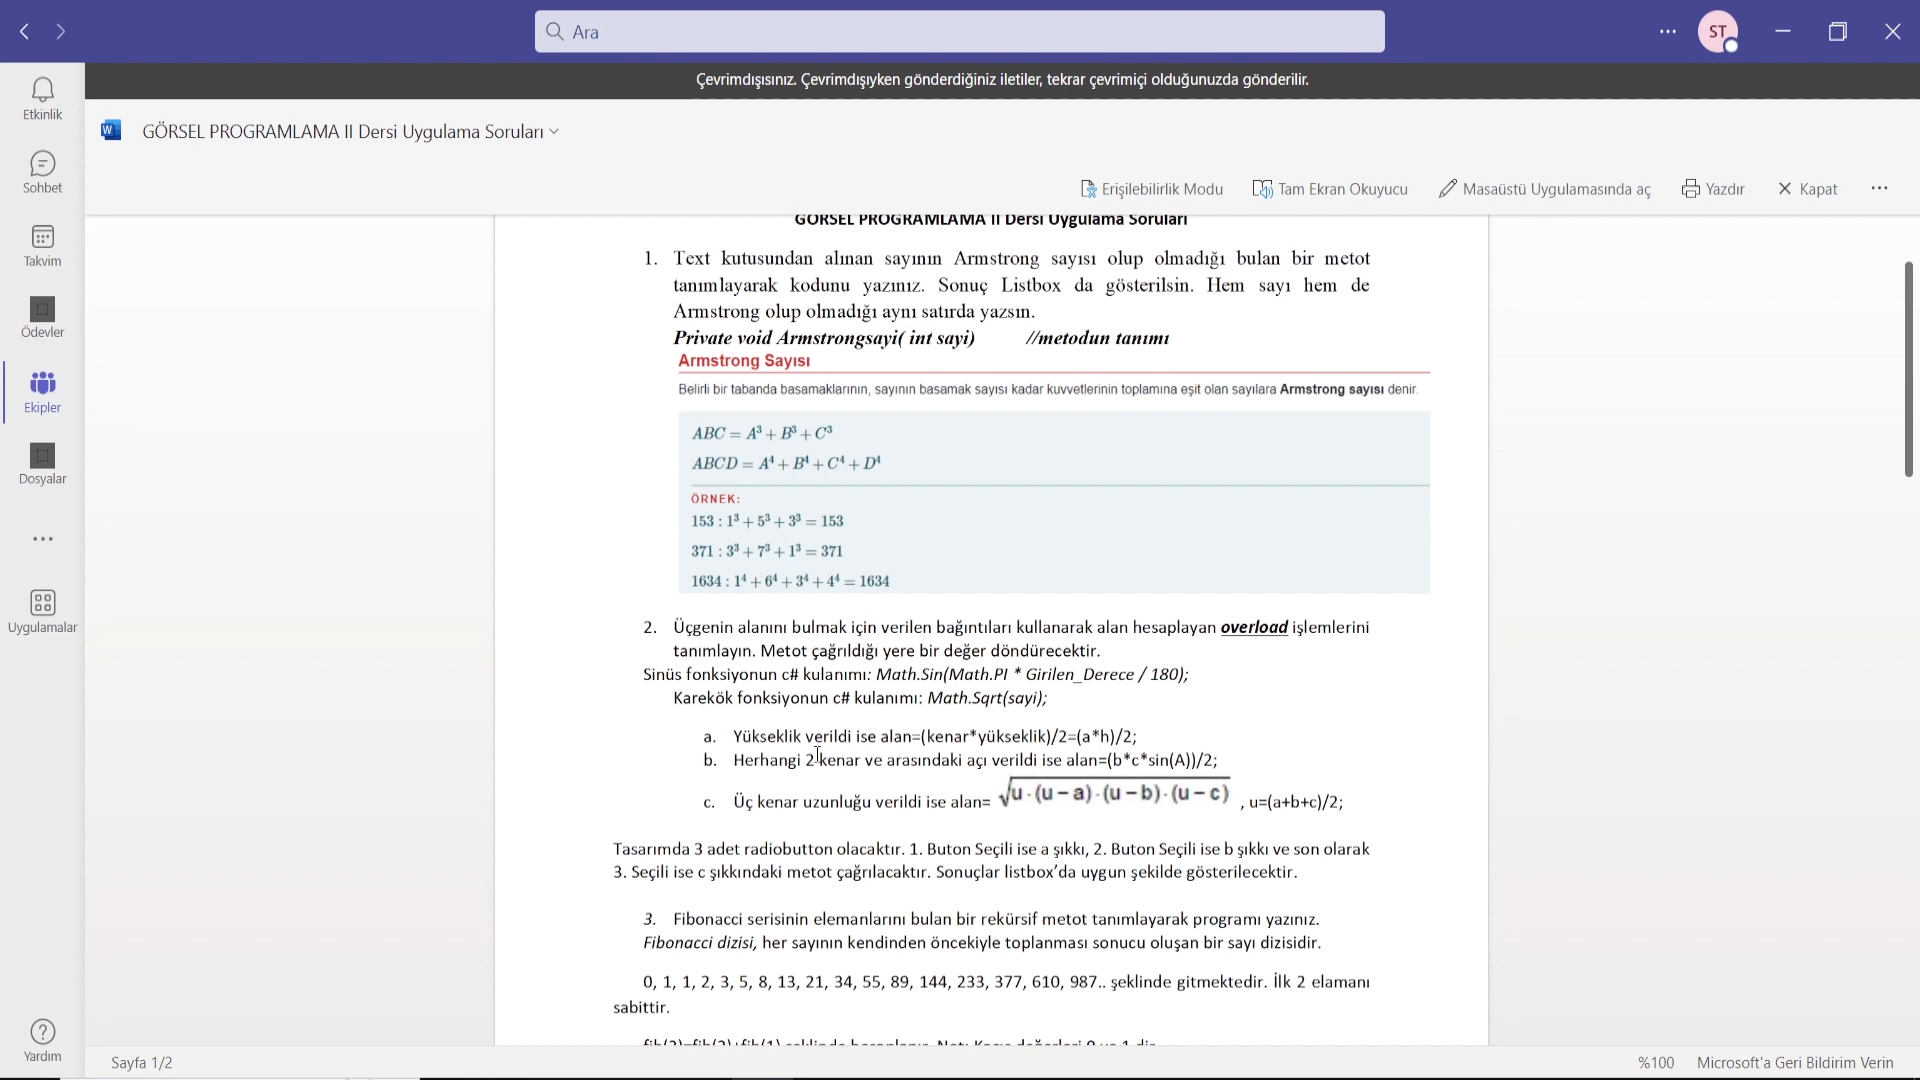 Ara
ST
Çevrimdışısınız. Çevrimdışıyken gönderdiğiniz iletiler, tekrar çevrimiçi olduğunuzda gönderilir.
Etkinlik
Sohbet
Takvim
Ödevler
Ekipler
Dosyalar
Uygulamalar
Yardım
GÖRSEL PROGRAMLAMA II Dersi Uygulama Soruları
Erişilebilirlik Modu
Tam Ekran Okuyucu
Masaüstü Uygulamasında aç
Yazdır
Kapat
GÖRSEL PROGRAMLAMA II Dersi Uygulama Soruları
1. Text kutusundan alınan sayının Armstrong sayısı olup olmadığı bulan bir metot
tanımlayarak kodunu yazınız. Sonuç Listbox da gösterilsin. Hem sayı hem de
Armstrong olup olmadığı aynı satırda yazsın.
Private void Armstrongsayi( int sayi) //metodun tanımı
Armstrong Sayısı
Belirli bir tabanda basamaklarının, sayının basamak sayısı kadar kuvvetlerinin toplamına eşit olan sayılara Armstrong sayısı denir.
ABC = A³ + B³ + C³
ABCD = A⁴ + B⁴ + C⁴ + D⁴
ÖRNEK:
153 : 1³ + 5³ + 3³ = 153
371 : 3³ + 7³ + 1³ = 371
1634 : 1⁴ + 6⁴ + 3⁴ + 4⁴ = 1634
2. Üçgenin alanını bulmak için verilen bağıntıları kullanarak alan hesaplayan overload işlemlerini
tanımlayın. Metot çağrıldığı yere bir değer döndürecektir.
Sinüs fonksiyonun c# kulanımı: Math.Sin(Math.PI * Girilen_Derece / 180);
Karekök fonksiyonun c# kulanımı: Math.Sqrt(sayi);
a. Yükseklik verildi ise alan=(kenar*yükseklik)/2=(a*h)/2;
b. Herhangi 2 kenar ve arasındaki açı verildi ise alan=(b*c*sin(A))/2;
c. Üç kenar uzunluğu verildi ise alan= √u·(u−a)·(u−b)·(u−c) , u=(a+b+c)/2;
Tasarımda 3 adet radiobutton olacaktır. 1. Buton Seçili ise a şıkkı, 2. Buton Seçili ise b şıkkı ve son olarak
3. Seçili ise c şıkkındaki metot çağrılacaktır. Sonuçlar listbox’da uygun şekilde gösterilecektir.
3. Fibonacci serisinin elemanlarını bulan bir rekürsif metot tanımlayarak programı yazınız.
Fibonacci dizisi, her sayının kendinden öncekiyle toplanması sonucu oluşan bir sayı dizisidir.
0, 1, 1, 2, 3, 5, 8, 13, 21, 34, 55, 89, 144, 233, 377, 610, 987.. şeklinde gitmektedir. İlk 2 elamanı
sabittir.
Sayfa 1/2
%100
Microsoft'a Geri Bildirim Verin